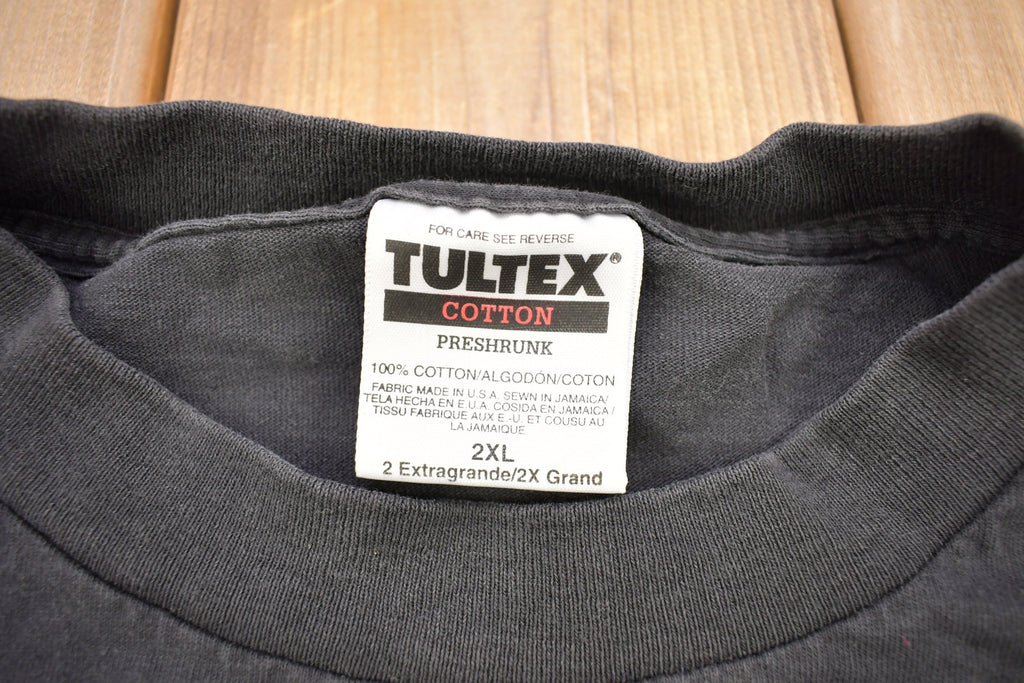 FOR CARE SEE REVERSE
TULTEX®
COTTON
PRESHRUNK
100% COTTON/ALGODÓN/COTON
FABRIC MADE IN U.S.A. SEWN IN JAMAICA/
TELA HECHA EN E.U.A. COSIDA EN JAMAICA/
TISSU FABRIQUE AUX E.-U. ET COUSU AU
LA JAMAIQUE
2XL
2 Extragrande/2X Grand